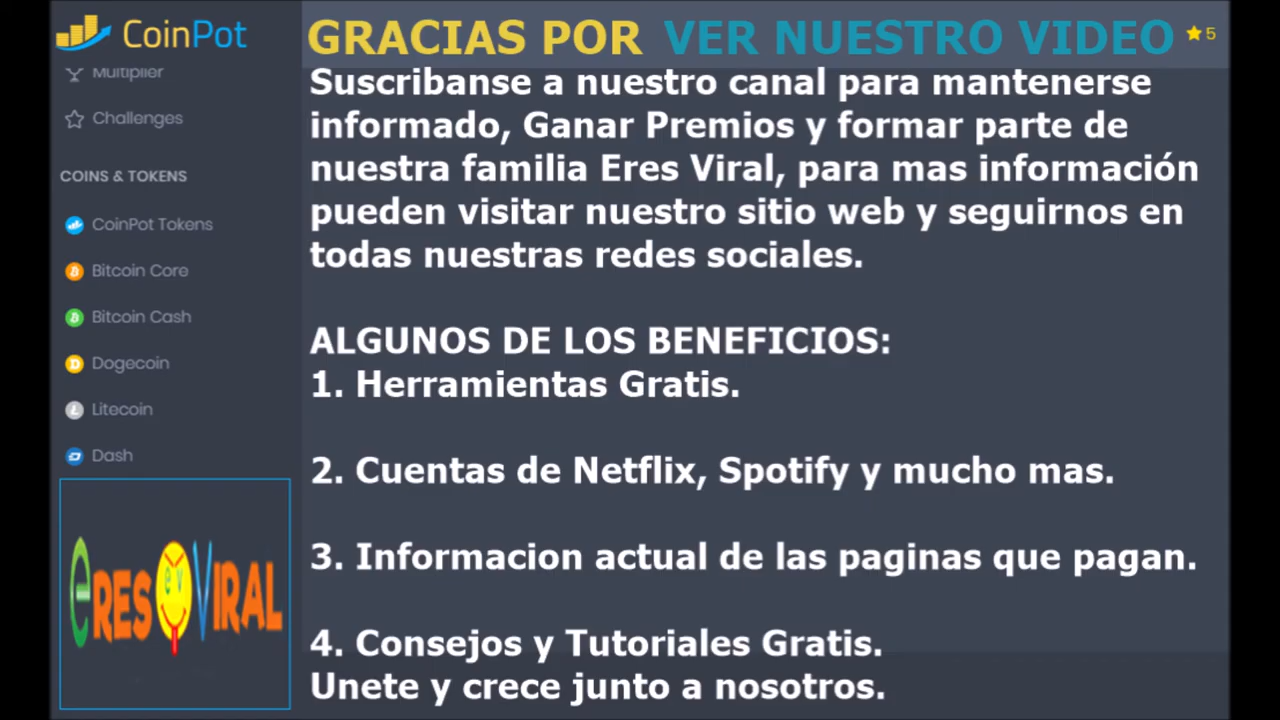 CoinPot
GRACIAS POR VER NUESTRO VIDEO
5
Multiplier
Challenges
COINS & TOKENS
CoinPot Tokens
Bitcoin Core
Bitcoin Cash
Dogecoin
Litecoin
Dash
eRES ev VIRAL
Suscribanse a nuestro canal para mantenerse
informado, Ganar Premios y formar parte de
nuestra familia Eres Viral, para mas información
pueden visitar nuestro sitio web y seguirnos en
todas nuestras redes sociales.
ALGUNOS DE LOS BENEFICIOS:
1. Herramientas Gratis.
2. Cuentas de Netflix, Spotify y mucho mas.
3. Informacion actual de las paginas que pagan.
4. Consejos y Tutoriales Gratis.
Unete y crece junto a nosotros.